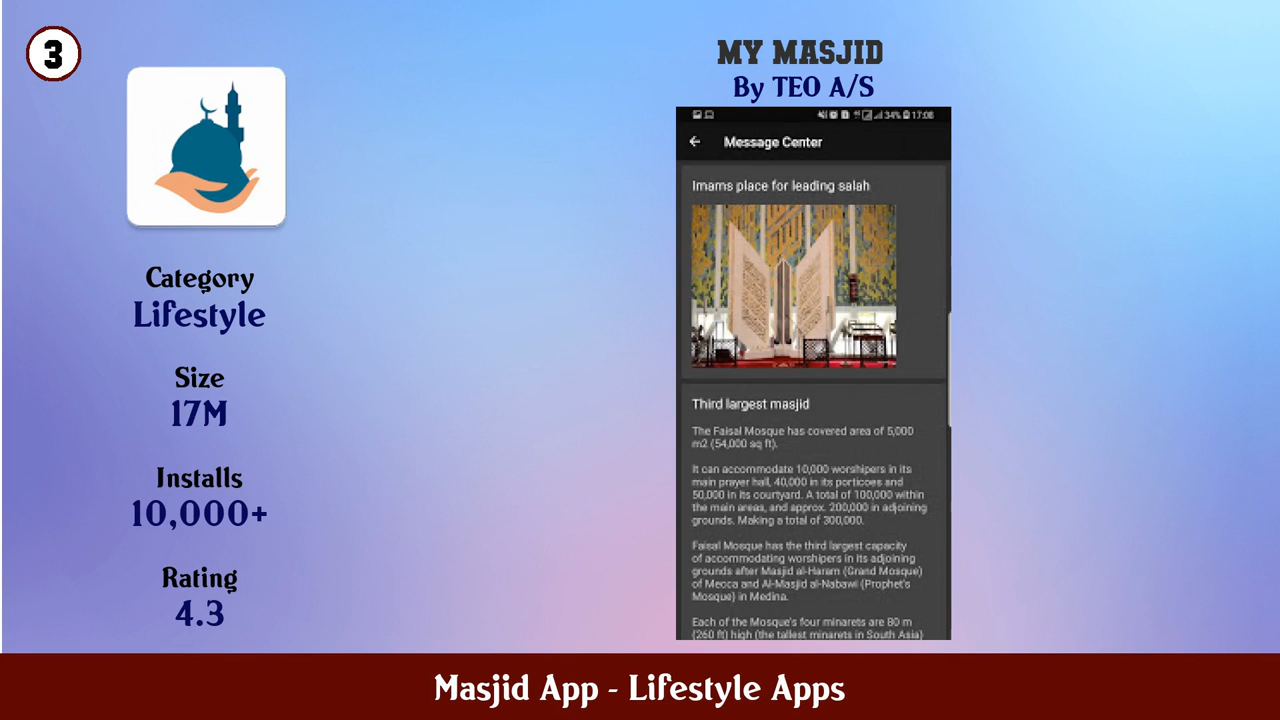 3
MY MASJID
By TEO A/S
34% 17:08
Message Center
Imams place for leading salah
Third largest masjid
The Faisal Mosque has covered area of 5,000
m2 (54,000 sq ft).
It can accommodate 10,000 worshipers in its
main prayer hall, 40,000 in its porticoes and
50,000 in its courtyard. A total of 100,000 within
the main areas, and approx. 200,000 in adjoining
grounds. Making a total of 300,000.
Faisal Mosque has the third largest capacity
of accommodating worshipers in its adjoining
grounds after Masjid al-Haram (Grand Mosque)
of Mecca and Al-Masjid al-Nabawi (Prophet's
Mosque) in Medina.
Each of the Mosque's four minarets are 80 m
(260 ft) high (the tallest minarets in South Asia)
Category
Lifestyle
Size
17M
Installs
10,000+
Rating
4.3
Masjid App - Lifestyle Apps